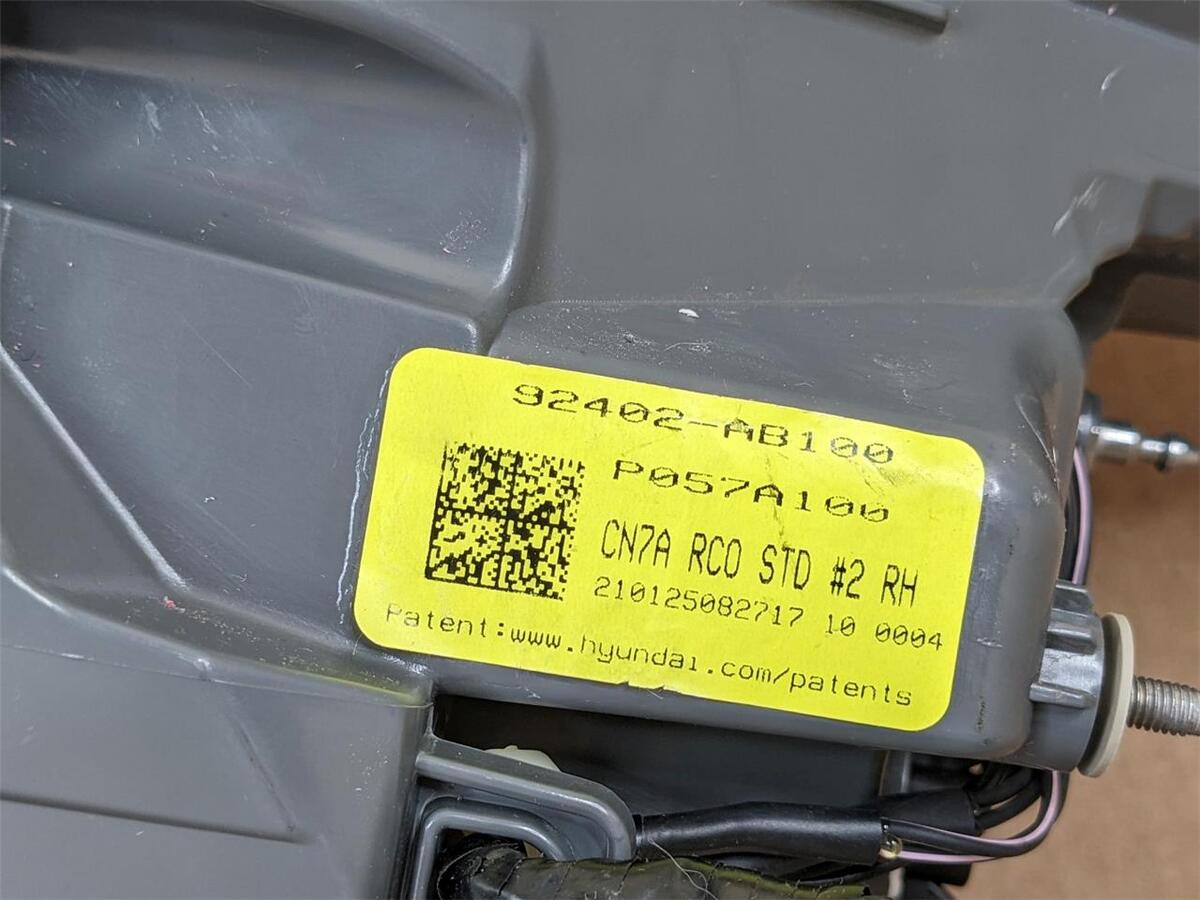 92402-AB100
P057A100
CN7A RCO STD #2 RH
210125082717 10 0004
Patent:www.hyundai.com/patents